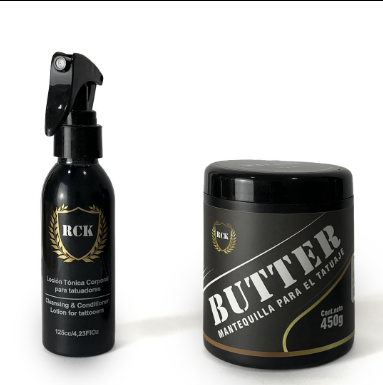 RCK
Loción Tónica Corporal
para tatuadores
Cleansing & Conditioner
Lotion for tattooers
125cc/4,23FlOz
RCK
BUTTER
MANTEQUILLA PARA EL TATUAJE
Cont.neto
450g